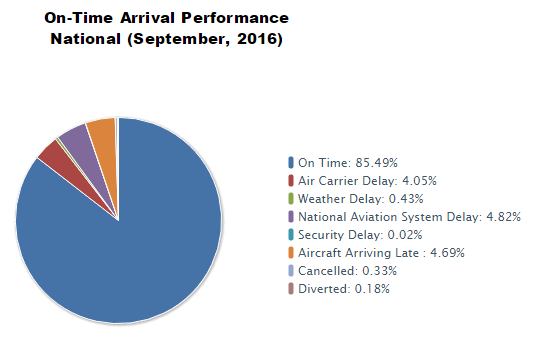 On-Time Arrival Performance
National (September, 2016)
On Time: 85.49%
Air Carrier Delay: 4.05%
Weather Delay: 0.43%
National Aviation System Delay: 4.82%
Security Delay: 0.02%
Aircraft Arriving Late : 4.69%
Cancelled: 0.33%
Diverted: 0.18%